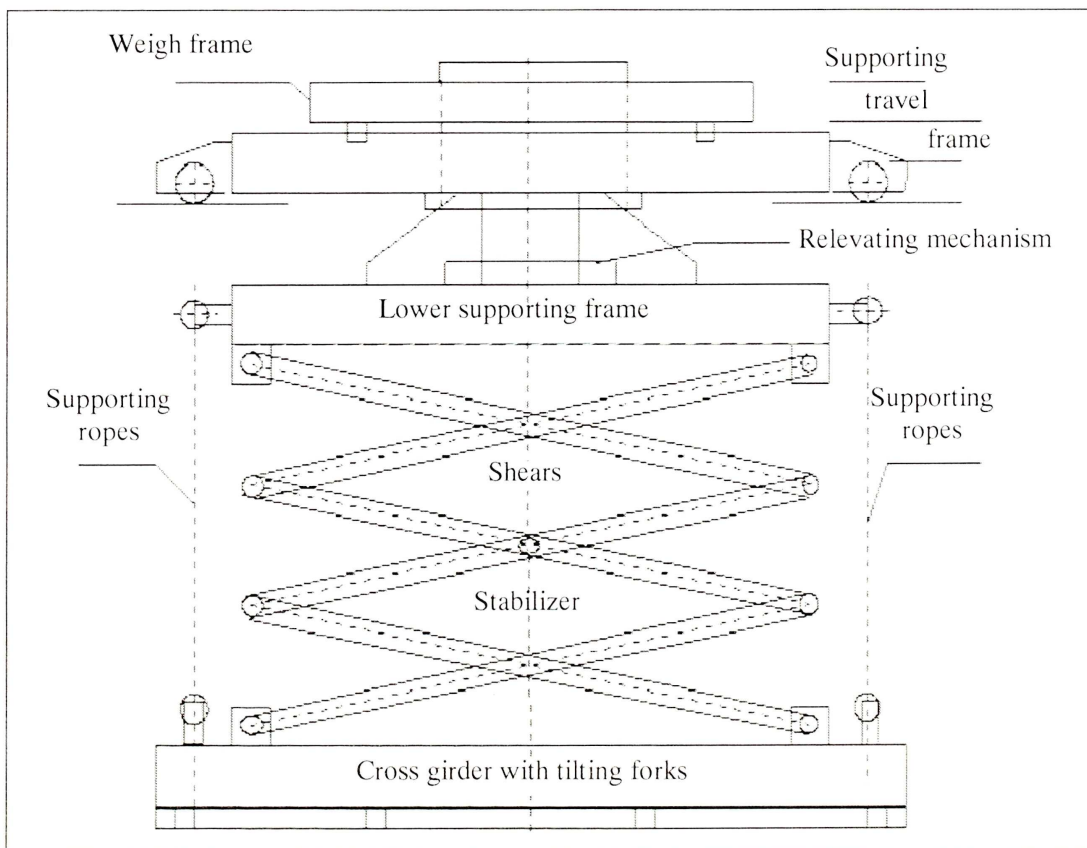 Weigh frame
Supporting
travel
frame
Relevating mechanism
Lower supporting frame
Supporting
ropes
Supporting
ropes
Shears
Stabilizer
Cross girder with tilting forks